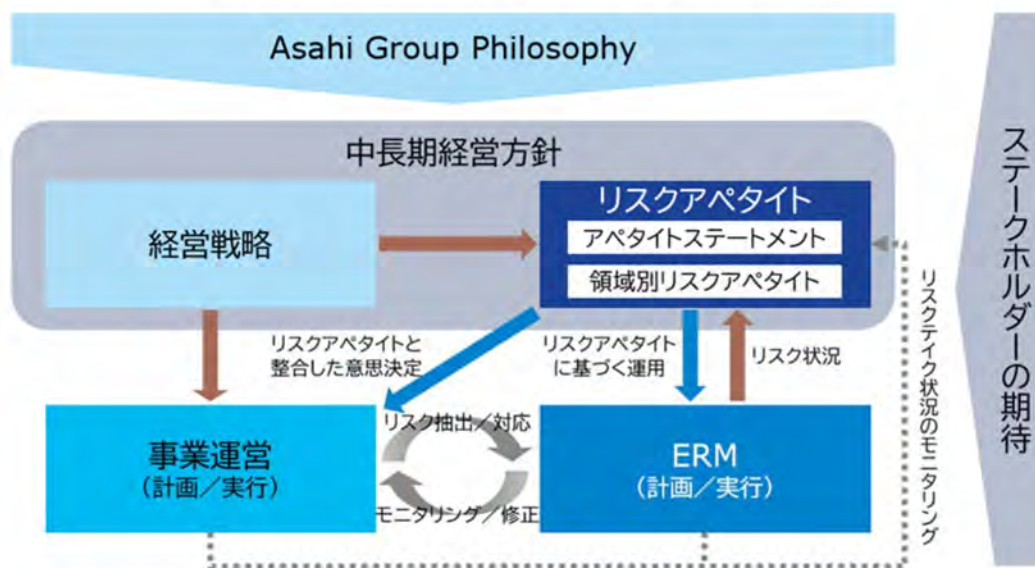 Asahi Group Philosophy
中長期経営方針
経営戦略
リスクアペタイト
アペタイトステートメント
領域別リスクアペタイト
リスクアペタイトと
整合した意思決定
リスクアペタイト
に基づく運用
リスク状況
事業運営
(計画／実行)
リスク抽出／対応
モニタリング／修正
ERM
(計画／実行)
リスクテイク状況のモニタリング
ステークホルダーの期待